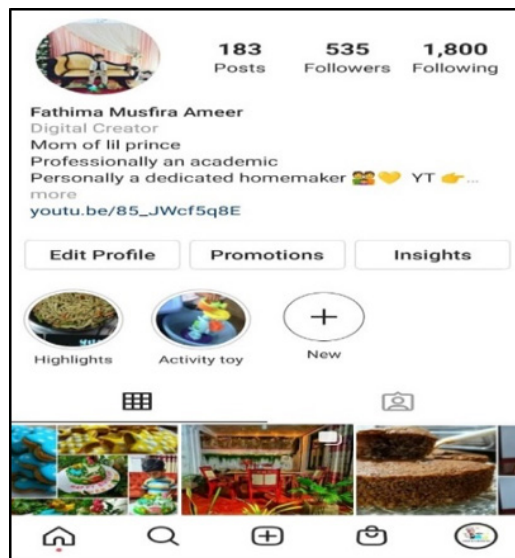 183 535 1,800
Posts Followers Following
Fathima Musfira Ameer
Digital Creator
Mom of lil prince
Professionally an academic
Personally a dedicated homemaker 👩‍👦💛 YT 👉...
more
youtu.be/85_JWcf5q8E
Edit Profile Promotions Insights
Highlights Activity toy New